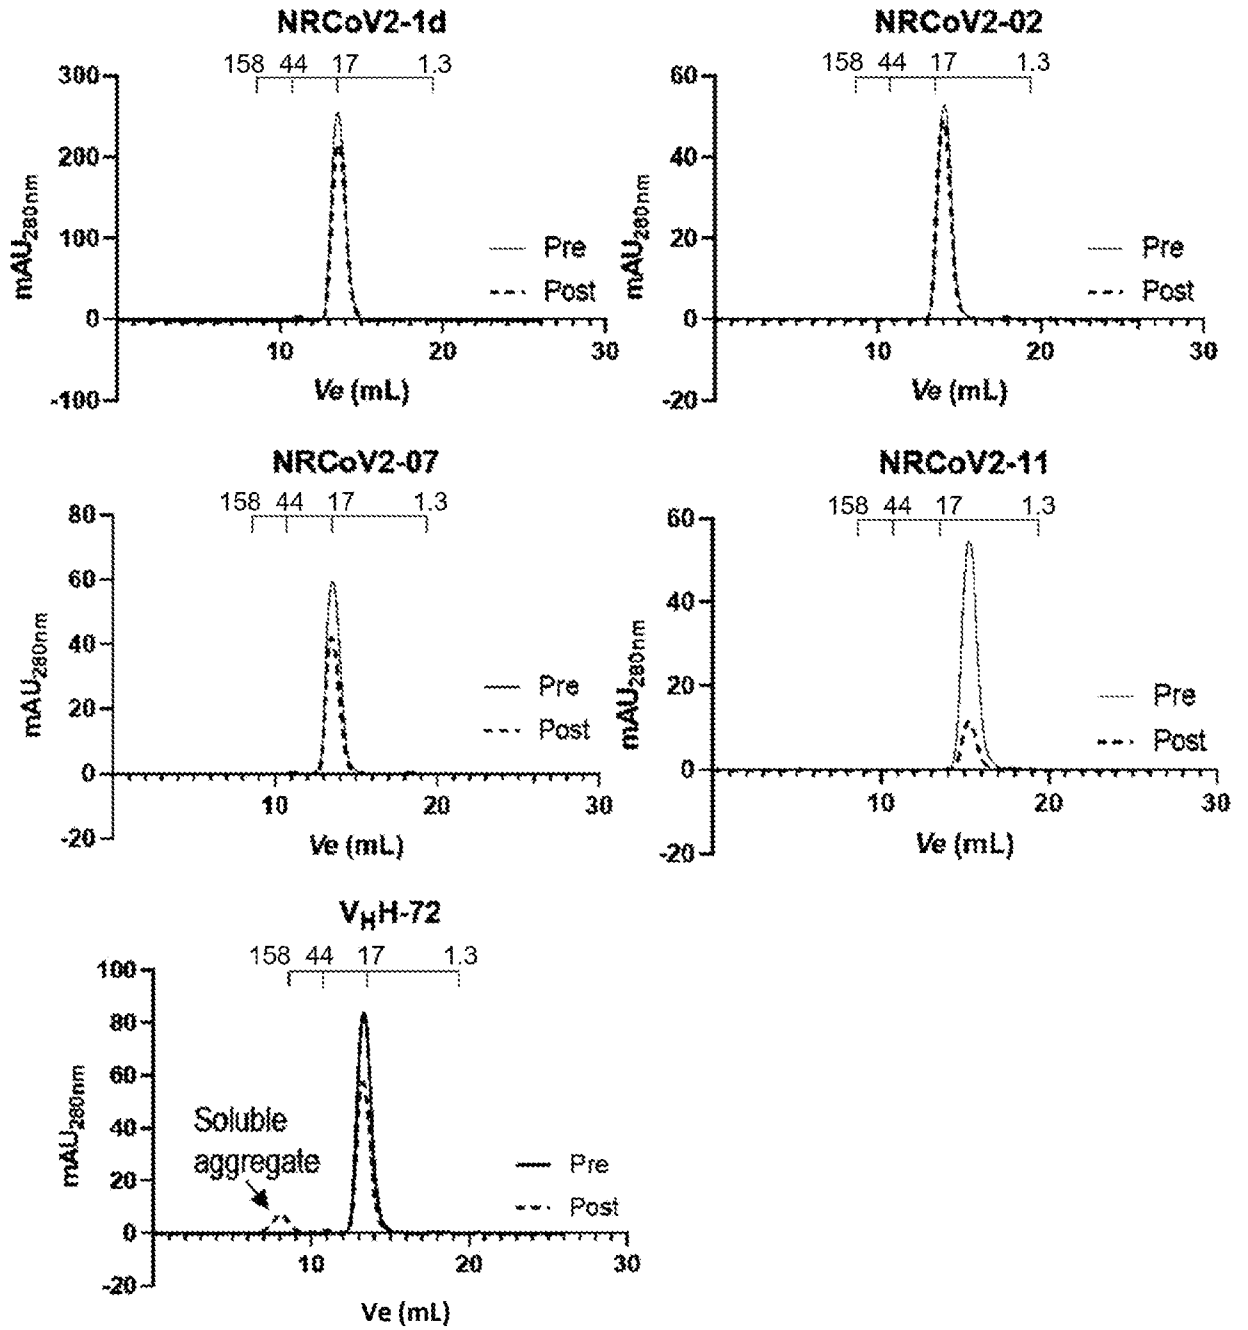 NRCoV2-1d
158 44 17 1.3
300
200
100
0
-100
10 20 30
mAU280nm
Ve (mL)
Pre
Post
NRCoV2-02
158 44 17 1.3
60
40
20
0
-20
10 20 30
mAU280nm
Ve (mL)
Pre
Post
NRCoV2-07
158 44 17 1.3
80
60
40
20
0
-20
10 20 30
mAU280nm
Ve (mL)
Pre
Post
NRCoV2-11
158 44 17 1.3
60
40
20
0
-20
10 20 30
mAU280nm
Ve (mL)
Pre
Post
VHH-72
158 44 17 1.3
100
80
60
40
20
0
-20
10 20 30
mAU280nm
Ve (mL)
Soluble
aggregate
Pre
Post